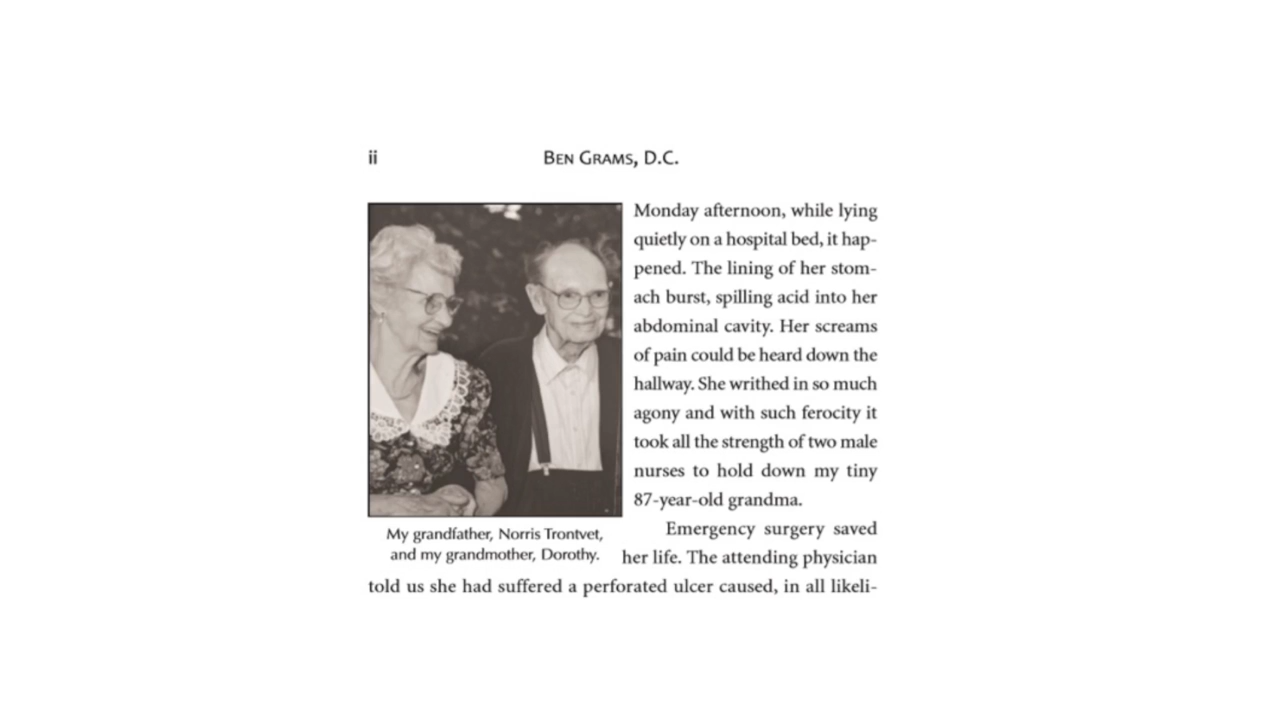 ii
BEN GRAMS, D.C.
Monday afternoon, while lying
quietly on a hospital bed, it hap-
pened. The lining of her stom-
ach burst, spilling acid into her
abdominal cavity. Her screams
of pain could be heard down the
hallway. She writhed in so much
agony and with such ferocity it
took all the strength of two male
nurses to hold down my tiny
87-year-old grandma.
My grandfather, Norris Trontvet,
and my grandmother, Dorothy.
Emergency surgery saved
her life. The attending physician
told us she had suffered a perforated ulcer caused, in all likeli-